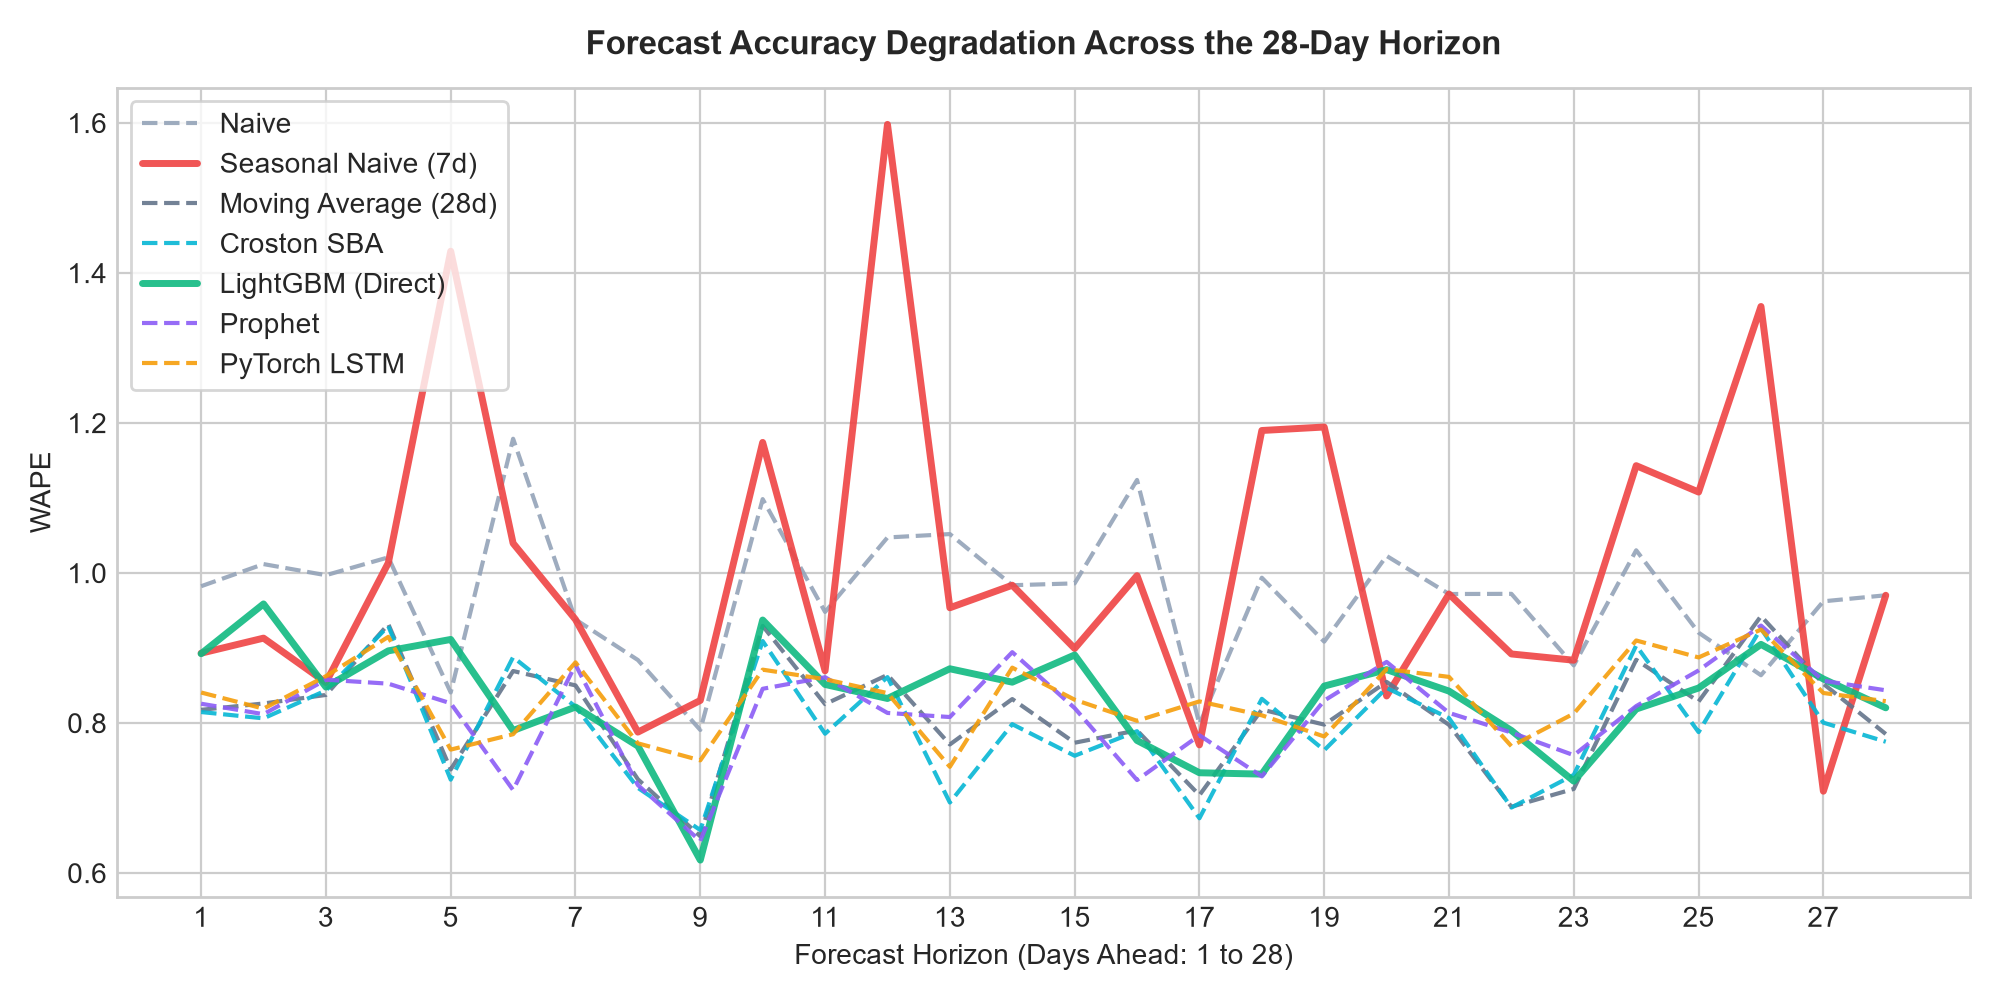 Forecast Accuracy Degradation Across the 28-Day Horizon
Naive
Seasonal Naive (7d)
Moving Average (28d)
Croston SBA
LightGBM (Direct)
Prophet
PyTorch LSTM
1.6
1.4
1.2
1.0
0.8
0.6
WAPE
1 3 5 7 9 11 13 15 17 19 21 23 25 27
Forecast Horizon (Days Ahead: 1 to 28)